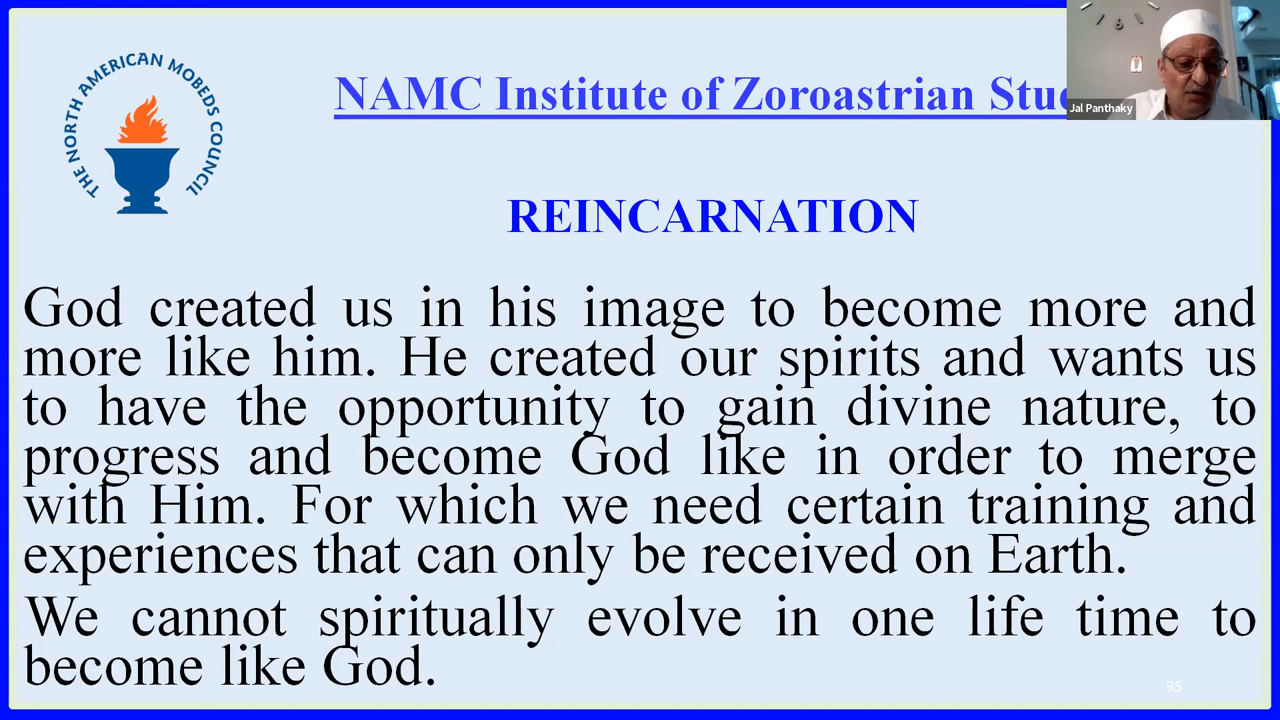 THE NORTH AMERICAN MOBEDS COUNCIL
NAMC Institute of Zoroastrian
Jal Panthaky
REINCARNATION
God created us in his image to become more and
more like him. He created our spirits and wants us
to have the opportunity to gain divine nature, to
progress and become God like in order to merge
with Him. For which we need certain training and
experiences that can only be received on Earth.
We cannot spiritually evolve in one life time to
become like God.
95